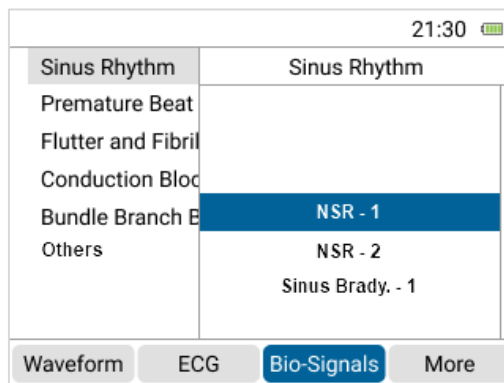 21:30
Sinus Rhythm
Premature Beat
Flutter and Fibril
Conduction Bloc
Bundle Branch B
Others
Sinus Rhythm
NSR - 1
NSR - 2
Sinus Brady. - 1
Waveform ECG Bio-Signals More